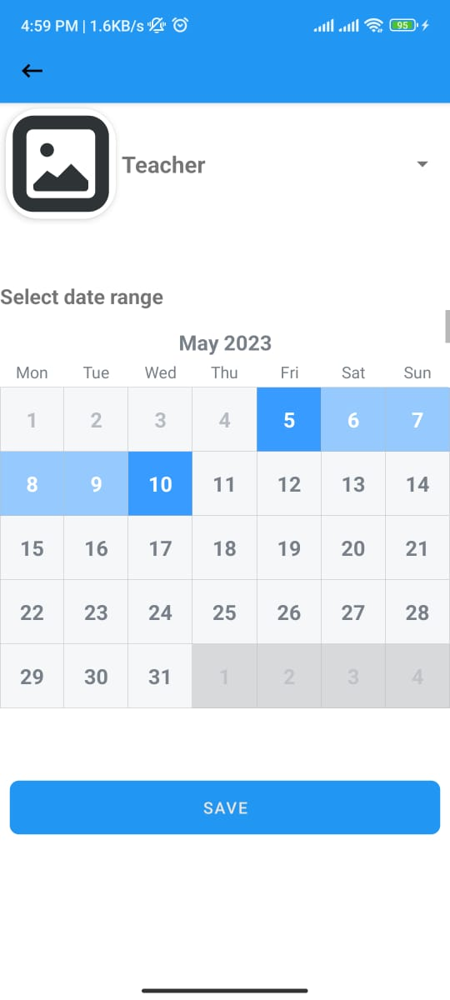 4:59 PM | 1.6KB/s 95
Teacher
Select date range
May 2023
Mon Tue Wed Thu Fri Sat Sun
1 2 3 4 5 6 7
8 9 10 11 12 13 14
15 16 17 18 19 20 21
22 23 24 25 26 27 28
29 30 31 1 2 3 4
SAVE